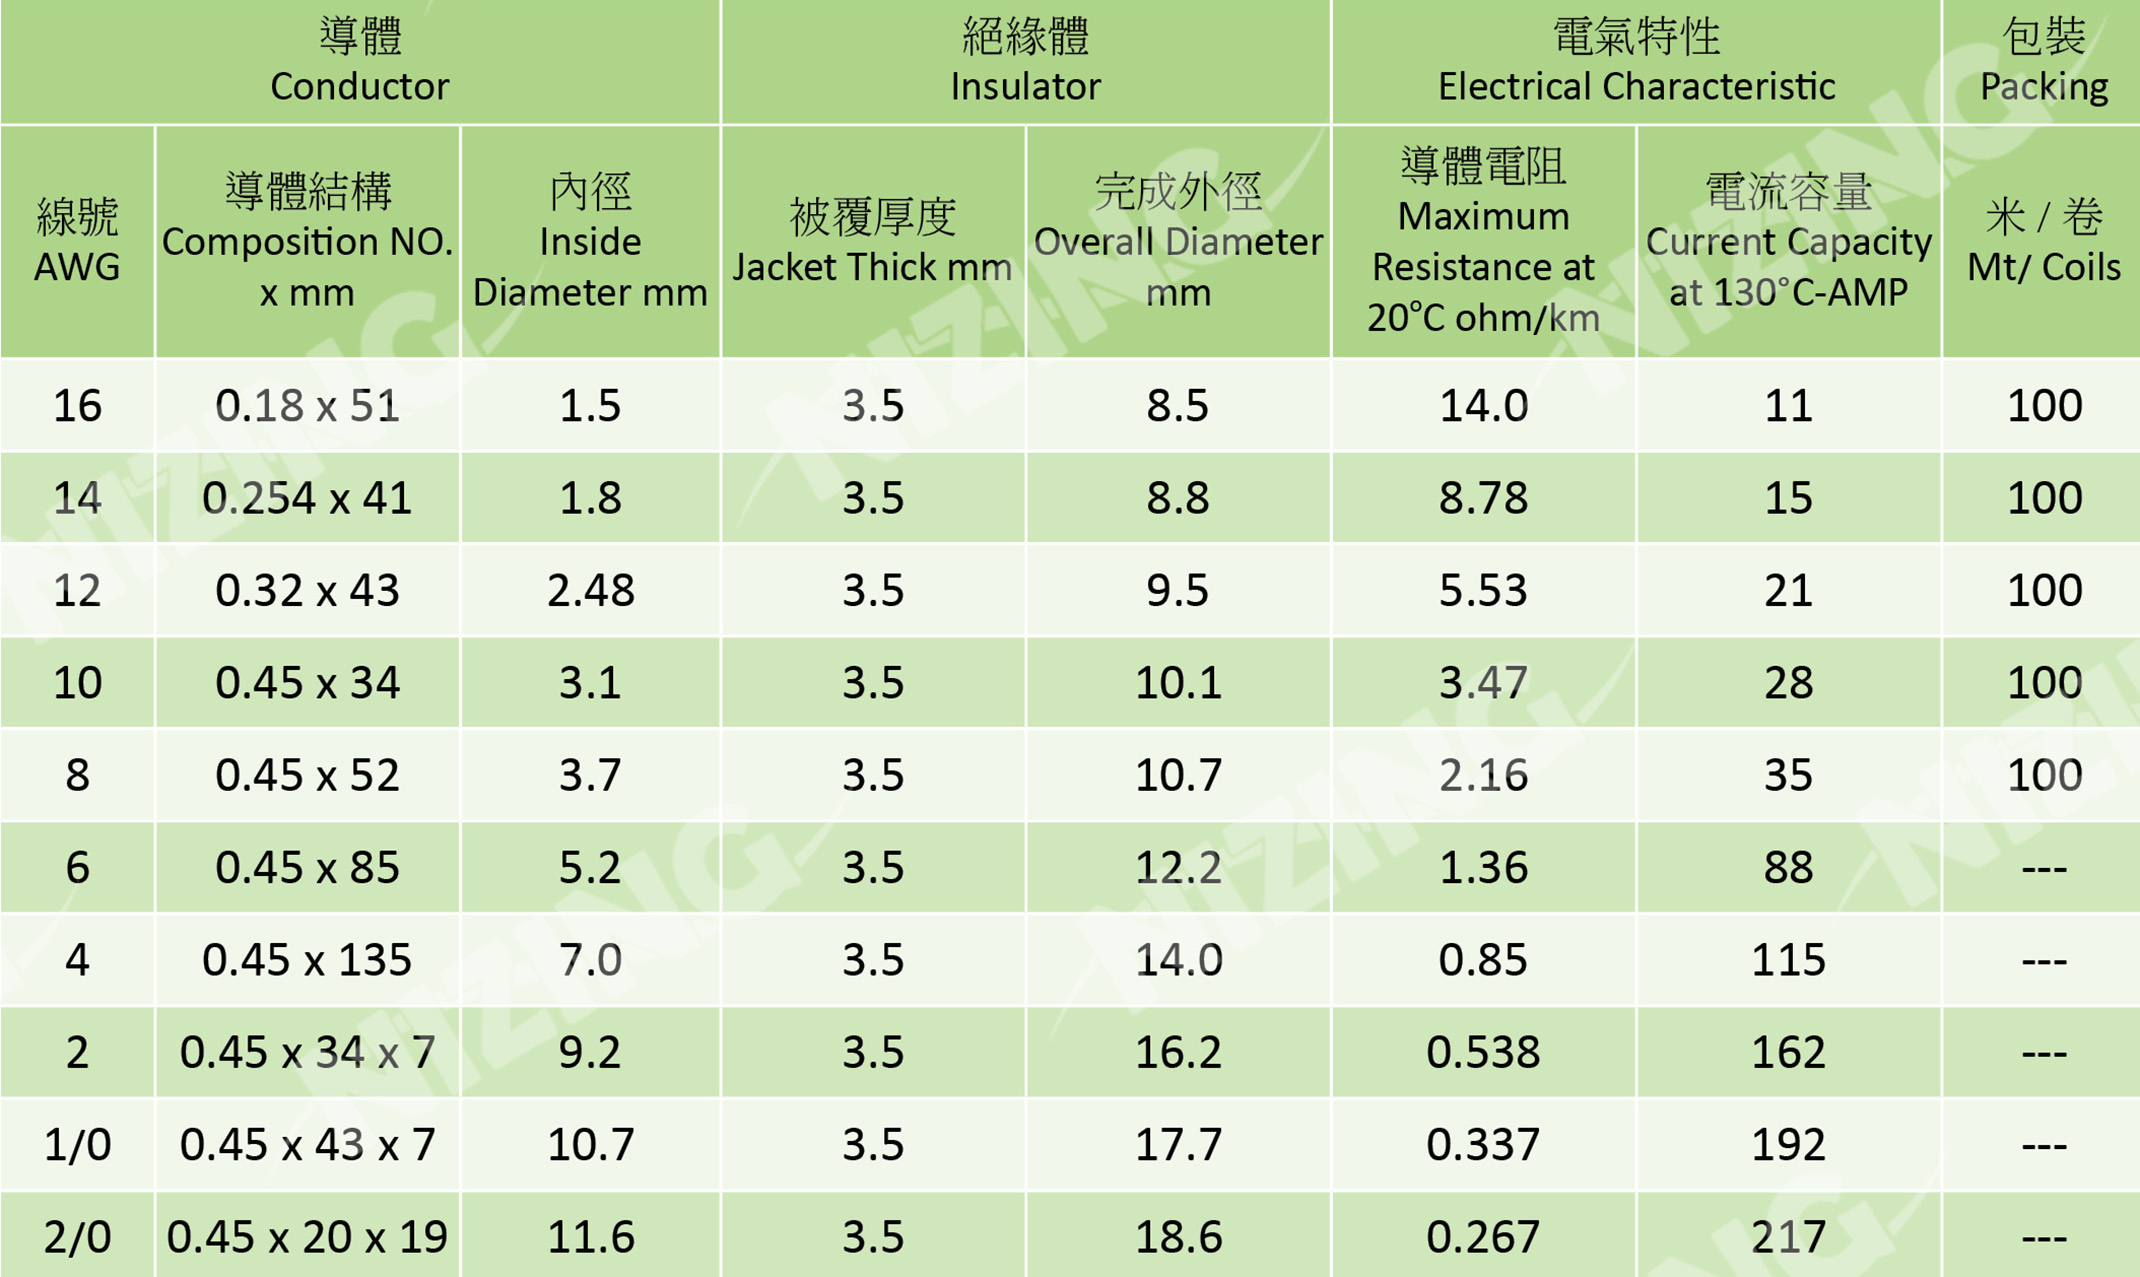 導體
Conductor
絕緣體
Insulator
電氣特性
Electrical Characteristic
包裝
Packing
線號
AWG
導體結構
Composition NO.
x mm
內徑
Inside
Diameter mm
被覆厚度
Jacket Thick mm
完成外徑
Overall Diameter
mm
導體電阻
Maximum
Resistance at
20°C ohm/km
電流容量
Current Capacity
at 130°C-AMP
米 / 卷
Mt/ Coils
16 0.18 x 51 1.5 3.5 8.5 14.0 11 100
14 0.254 x 41 1.8 3.5 8.8 8.78 15 100
12 0.32 x 43 2.48 3.5 9.5 5.53 21 100
10 0.45 x 34 3.1 3.5 10.1 3.47 28 100
8 0.45 x 52 3.7 3.5 10.7 2.16 35 100
6 0.45 x 85 5.2 3.5 12.2 1.36 88 ---
4 0.45 x 135 7.0 3.5 14.0 0.85 115 ---
2 0.45 x 34 x 7 9.2 3.5 16.2 0.538 162 ---
1/0 0.45 x 43 x 7 10.7 3.5 17.7 0.337 192 ---
2/0 0.45 x 20 x 19 11.6 3.5 18.6 0.267 217 ---
NIZING
NIZING
NIZING
NIZING
NIZING
NIZING
NIZING